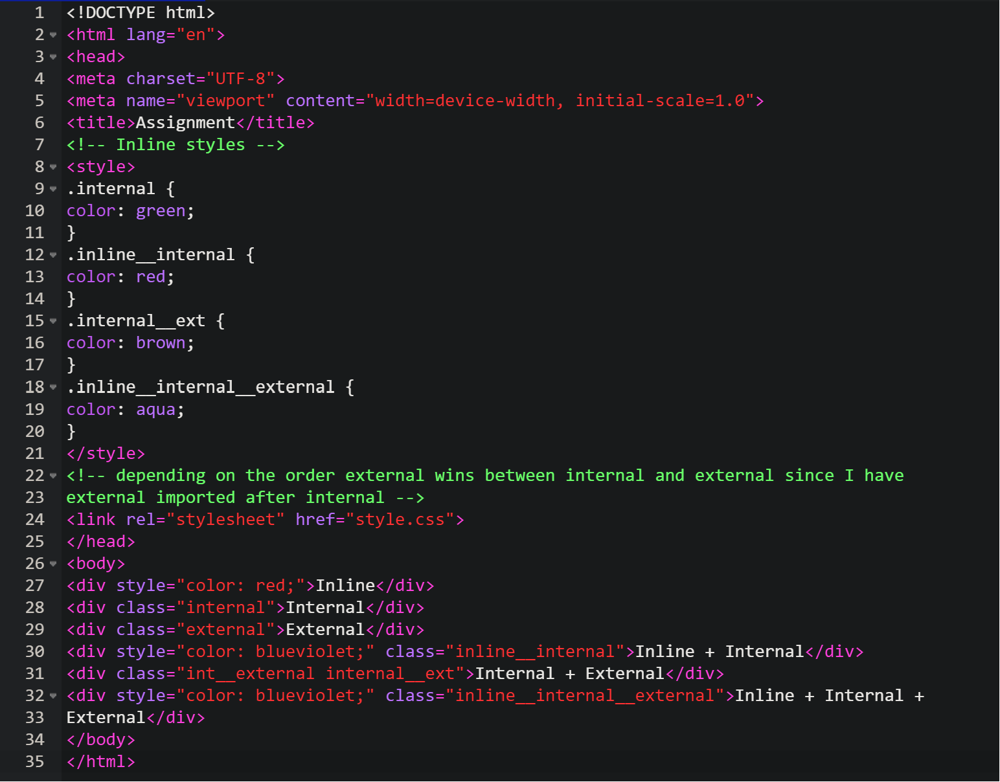 1 <!DOCTYPE html>
2 <html lang="en">
3 <head>
4 <meta charset="UTF-8">
5 <meta name="viewport" content="width=device-width, initial-scale=1.0">
6 <title>Assignment</title>
7 <!-- Inline styles -->
8 <style>
9 .internal {
10 color: green;
11 }
12 .inline__internal {
13 color: red;
14 }
15 .internal__ext {
16 color: brown;
17 }
18 .inline__internal__external {
19 color: aqua;
20 }
21 </style>
22 <!-- depending on the order external wins between internal and external since I have
23 external imported after internal -->
24 <link rel="stylesheet" href="style.css">
25 </head>
26 <body>
27 <div style="color: red;">Inline</div>
28 <div class="internal">Internal</div>
29 <div class="external">External</div>
30 <div style="color: blueviolet;" class="inline__internal">Inline + Internal</div>
31 <div class="int__external internal__ext">Internal + External</div>
32 <div style="color: blueviolet;" class="inline__internal__external">Inline + Internal +
33 External</div>
34 </body>
35 </html>